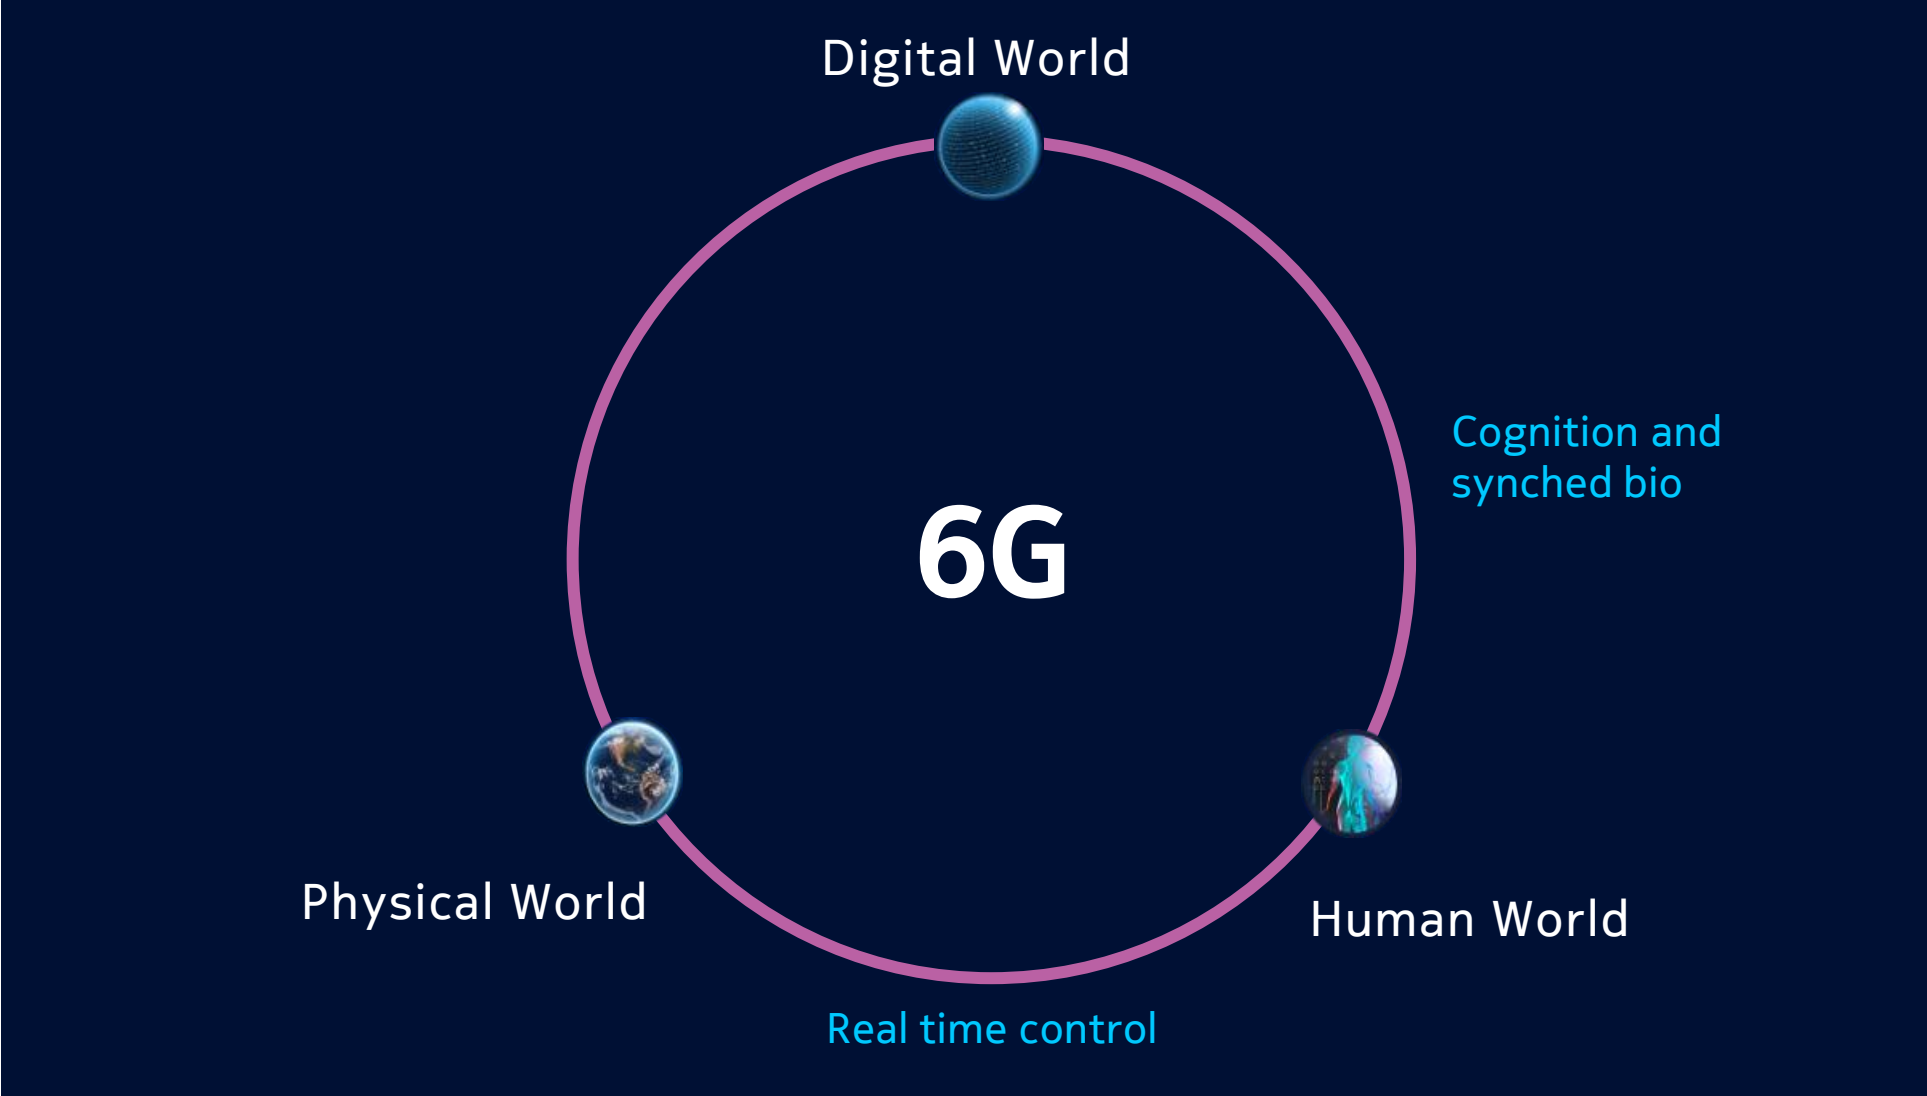 Digital World
Cognition and
synched bio
6G
Physical World
Human World
Real time control